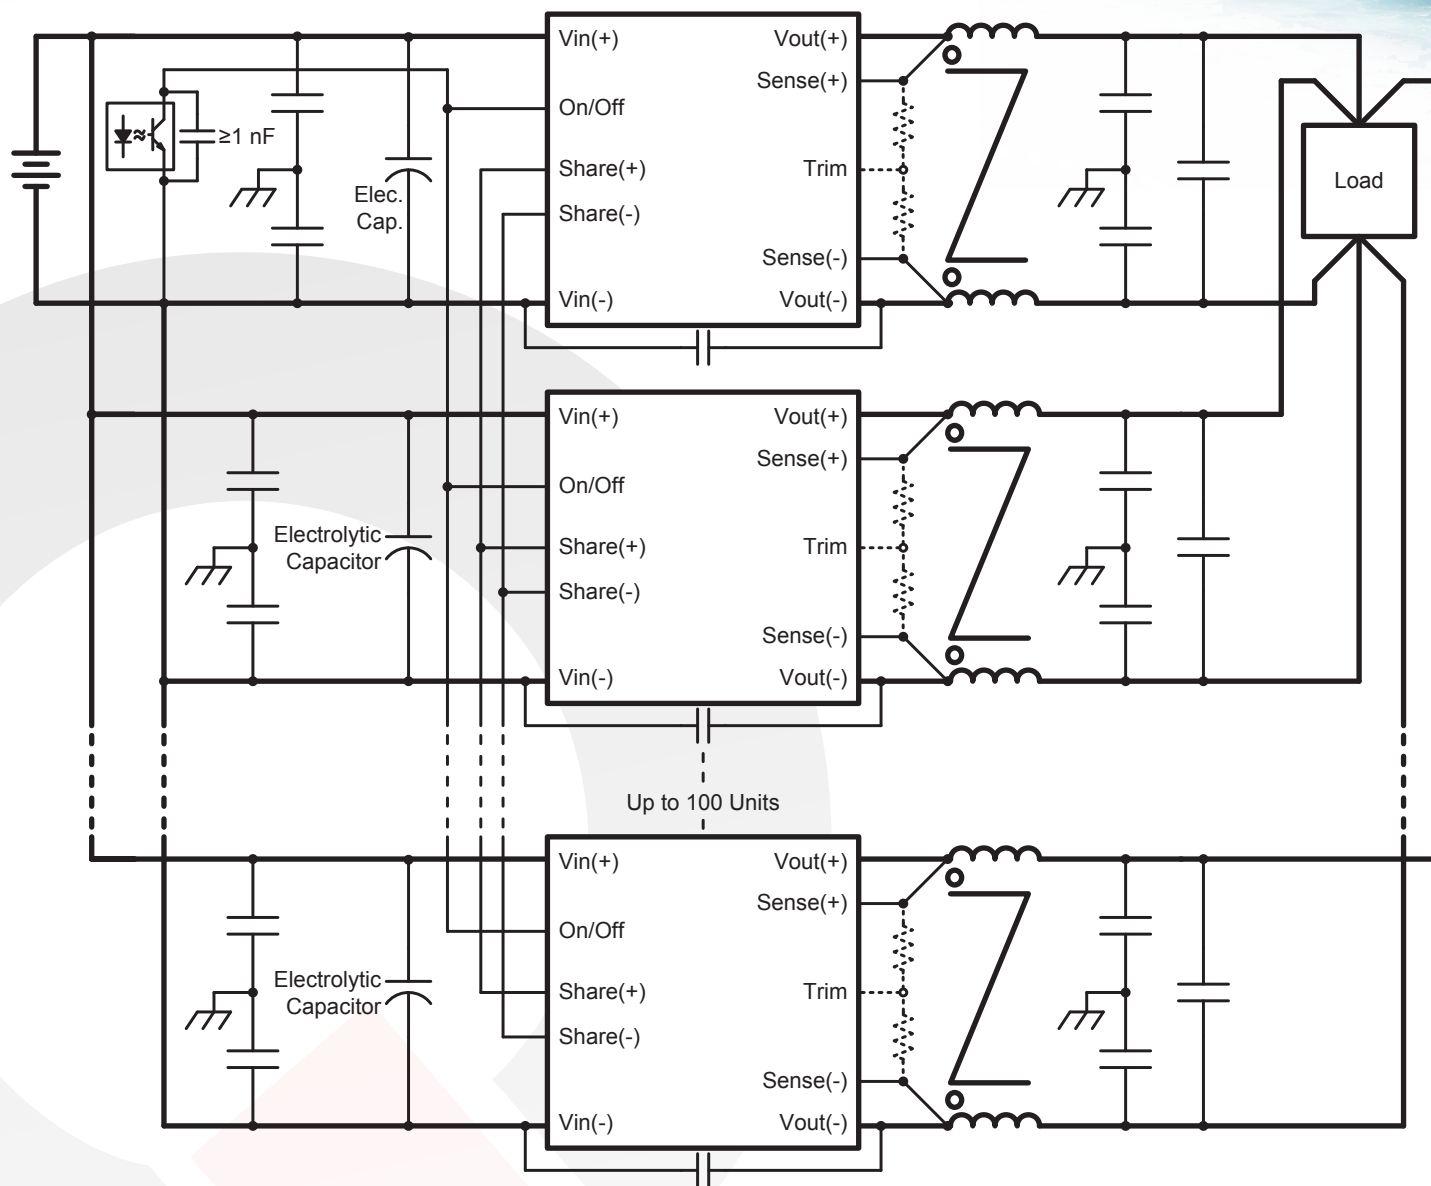 Vin(+)
Vout(+)
Sense(+)
On/Off
≥1 nF
Share(+)
Trim
Load
Elec.
Cap.
Share(-)
Sense(-)
Vin(-)
Vout(-)
Vin(+)
Vout(+)
Sense(+)
On/Off
Electrolytic
Capacitor
Share(+)
Trim
Share(-)
Sense(-)
Vin(-)
Vout(-)
Up to 100 Units
Vin(+)
Vout(+)
Sense(+)
On/Off
Electrolytic
Capacitor
Share(+)
Trim
Share(-)
Sense(-)
Vin(-)
Vout(-)